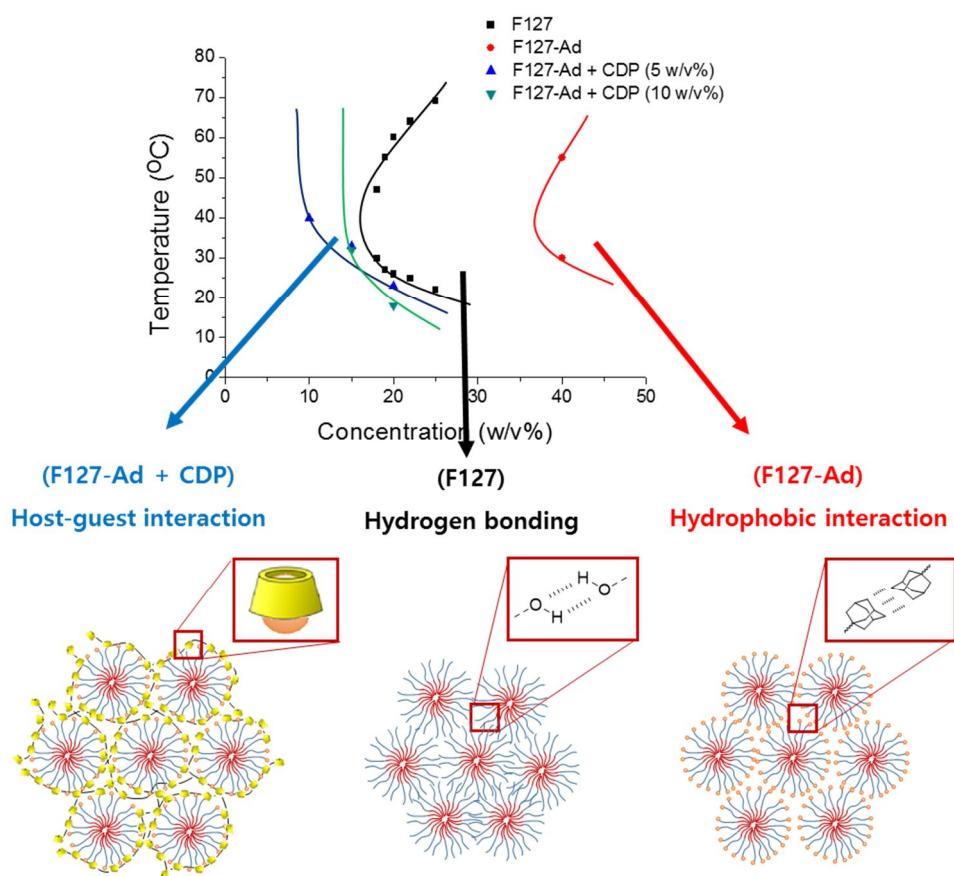 F127
F127-Ad
F127-Ad + CDP (5 w/v%)
F127-Ad + CDP (10 w/v%)
80
70
60
50
40
30
20
10
0
Temperature (ºC)
0 10 20 30 40 50
Concentration (w/v%)
(F127-Ad + CDP)
Host-guest interaction
(F127)
Hydrogen bonding
(F127-Ad)
Hydrophobic interaction
H
O
O
H